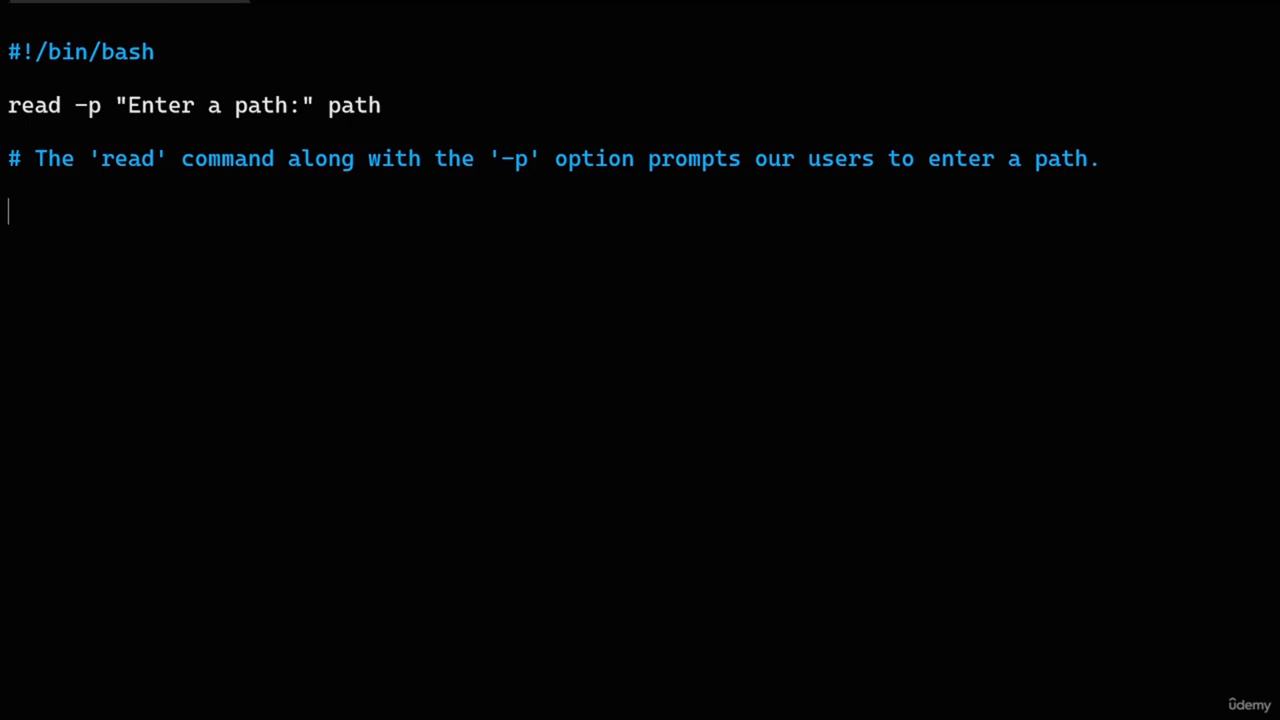 #!/bin/bash
read -p "Enter a path:" path
# The 'read' command along with the '-p' option prompts our users to enter a path.
ûdemy